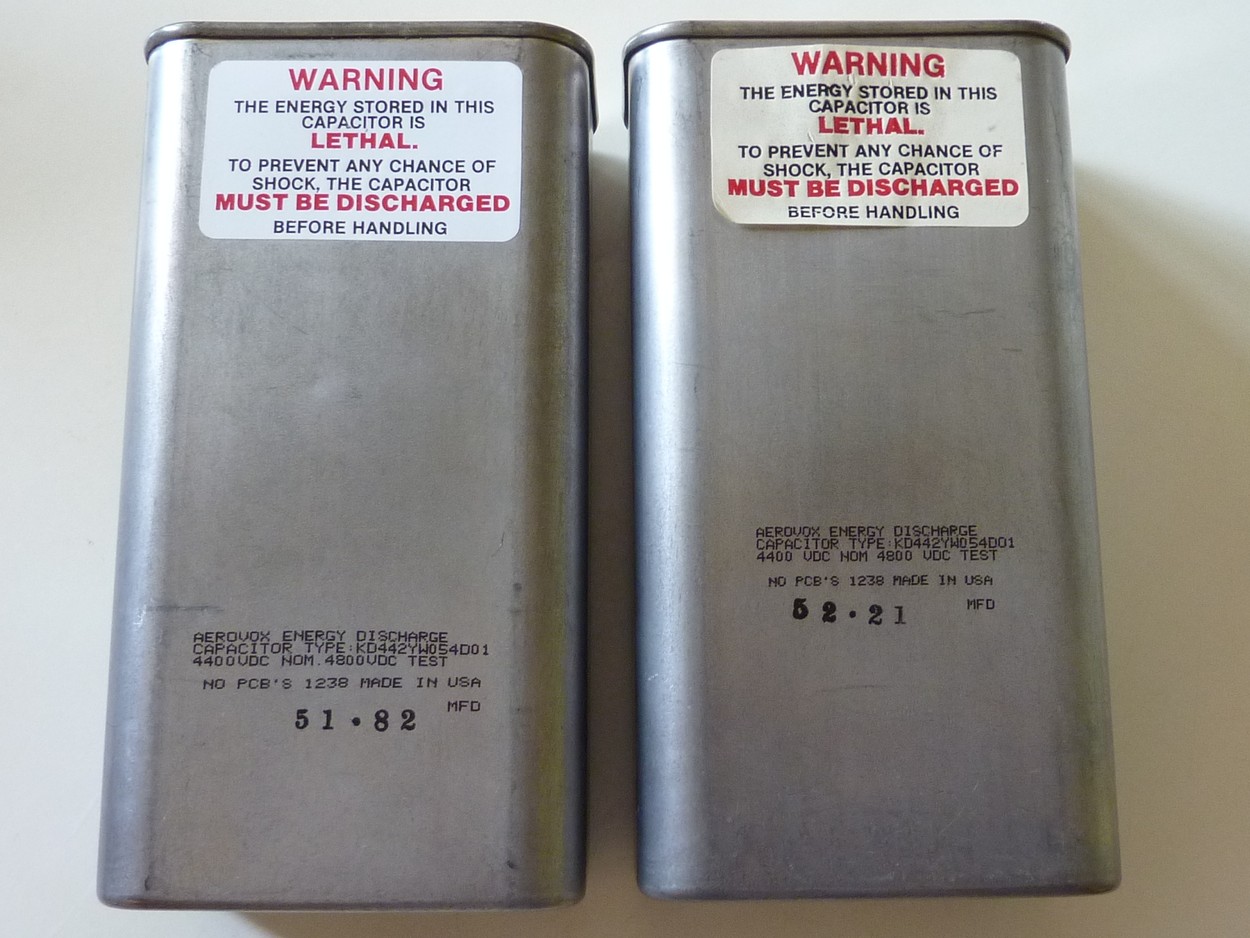 WARNING
THE ENERGY STORED IN THIS
CAPACITOR IS
LETHAL.
TO PREVENT ANY CHANCE OF
SHOCK, THE CAPACITOR
MUST BE DISCHARGED
BEFORE HANDLING
AEROVOX ENERGY DISCHARGE
CAPACITOR TYPE:KD442YW054D01
4400VDC NOM.4800VDC TEST
NO PCB'S 1238 MADE IN USA
MFD
51.82
WARNING
THE ENERGY STORED IN THIS
CAPACITOR IS
LETHAL.
TO PREVENT ANY CHANCE OF
SHOCK, THE CAPACITOR
MUST BE DISCHARGED
BEFORE HANDLING
AEROVOX ENERGY DISCHARGE
CAPACITOR TYPE:KD442YW054D01
4400 VDC NOM 4800 VDC TEST
NO PCB'S 1238 MADE IN USA
52.21 MFD